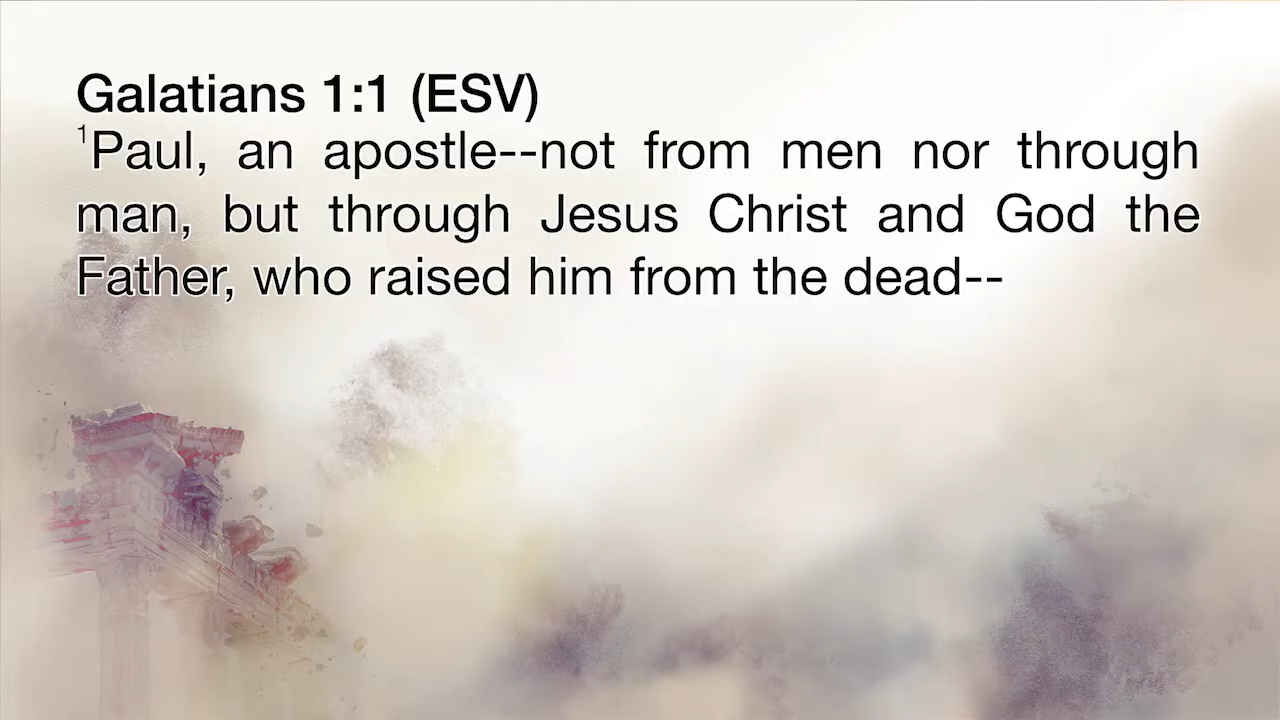 Galatians 1:1 (ESV)
1Paul, an apostle--not from men nor through
man, but through Jesus Christ and God the
Father, who raised him from the dead--